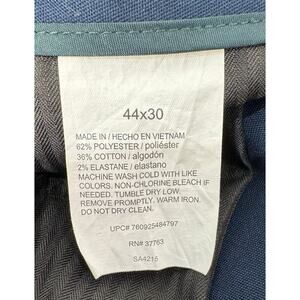 44x30
MADE IN / HECHO EN VIETNAM
62% POLYESTER / poliéster
36% COTTON / algodón
2% ELASTANE / elastano
MACHINE WASH COLD WITH LIKE
COLORS. NON-CHLORINE BLEACH IF
NEEDED. TUMBLE DRY LOW.
REMOVE PROMPTLY. WARM IRON.
DO NOT DRY CLEAN.
UPC# 760925484797
RN# 37763
SA4215